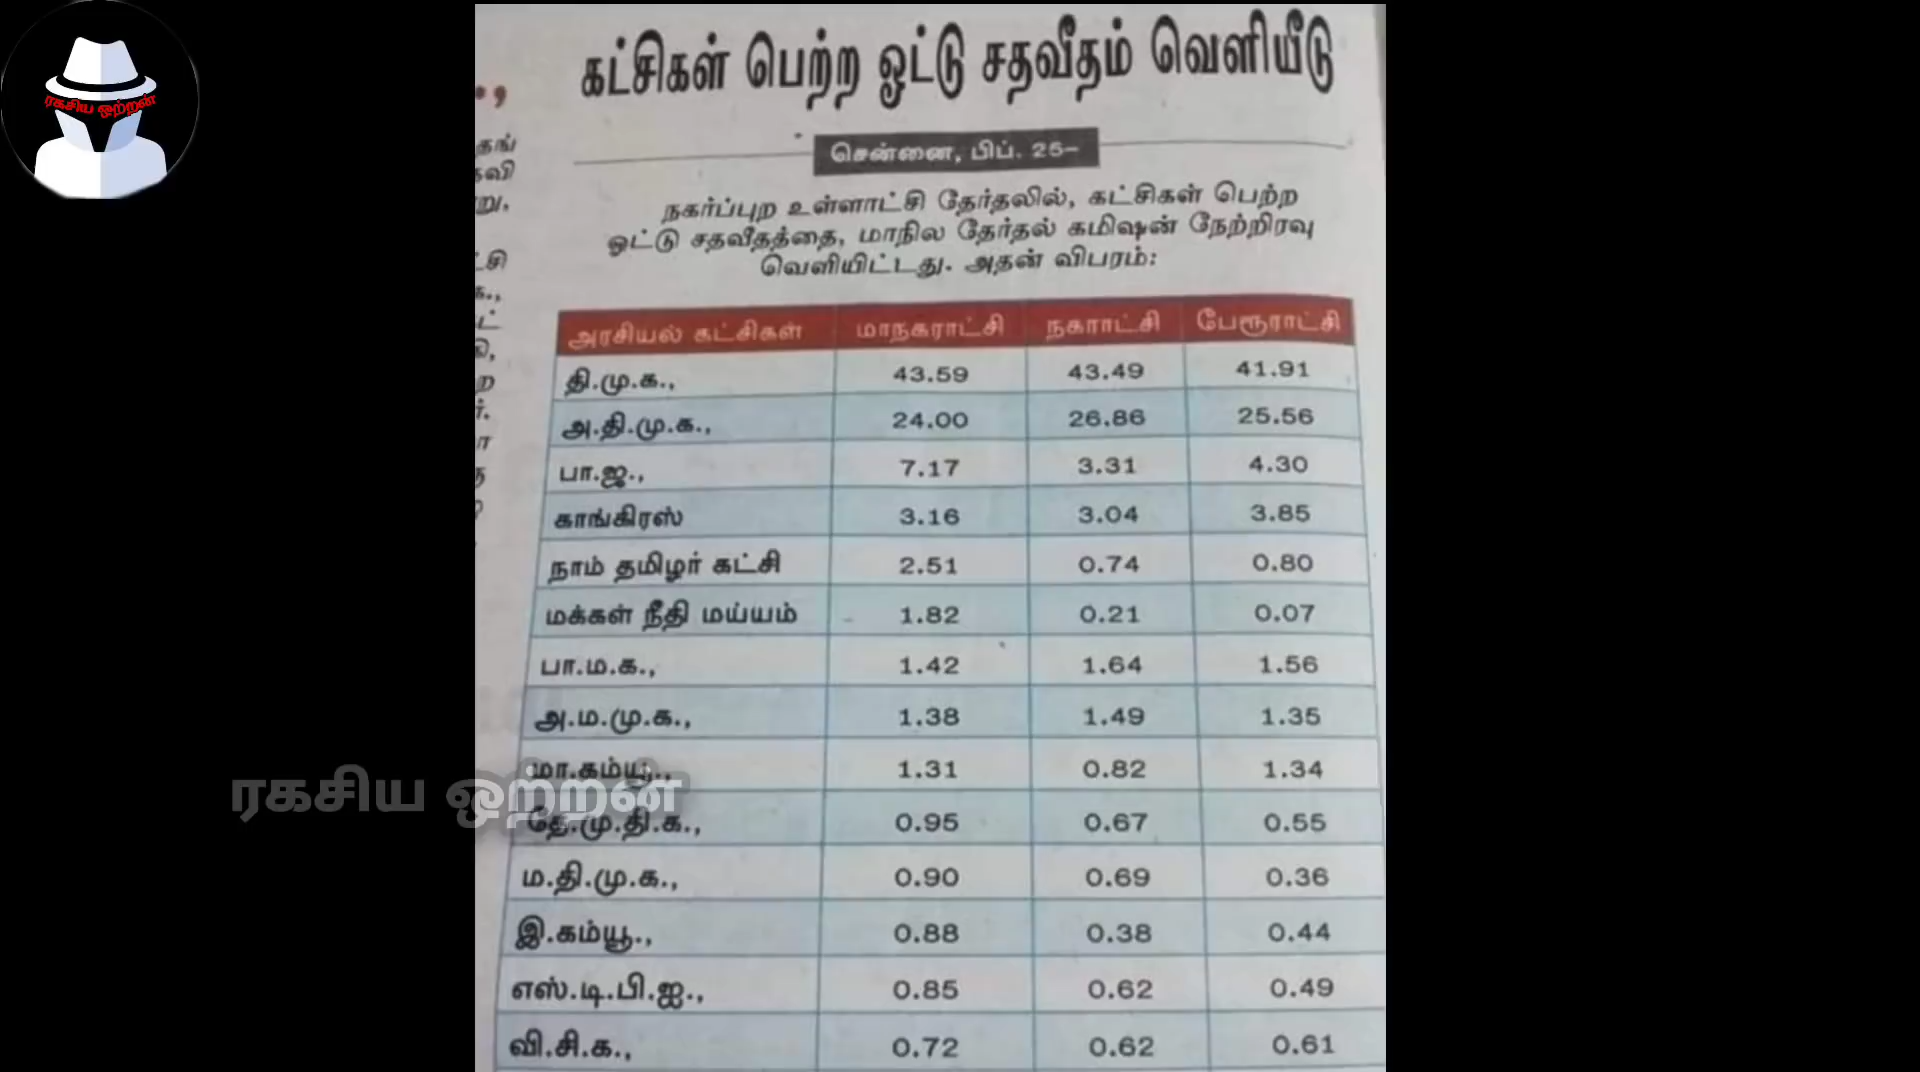 ரகசிய ஒற்றன்
கட்சிகள் பெற்ற ஓட்டு சதவீதம் வெளியீடு
சென்னை, பிப். 25–
நகர்ப்புற உள்ளாட்சி தேர்தலில், கட்சிகள் பெற்ற
ஓட்டு சதவீதத்தை, மாநில தேர்தல் கமிஷன் நேற்றிரவு
வெளியிட்டது. அதன் விபரம்:
அரசியல் கட்சிகள் மாநகராட்சி நகராட்சி பேரூராட்சி
தி.மு.க., 43.59 43.49 41.91
அ.தி.மு.க., 24.00 26.86 25.56
பா.ஜ., 7.17 3.31 4.30
காங்கிரஸ் 3.16 3.04 3.85
நாம் தமிழர் கட்சி 2.51 0.74 0.80
மக்கள் நீதி மய்யம் 1.82 0.21 0.07
பா.ம.க., 1.42 1.64 1.56
அ.ம.மு.க., 1.38 1.49 1.35
மா.கம்யூ., 1.31 0.82 1.34
ரகசிய ஒற்றன்
தே.மு.தி.க., 0.95 0.67 0.55
ம.தி.மு.க., 0.90 0.69 0.36
இ.கம்யூ., 0.88 0.38 0.44
எஸ்.டி.பி.ஐ., 0.85 0.62 0.49
வி.சி.க., 0.72 0.62 0.61